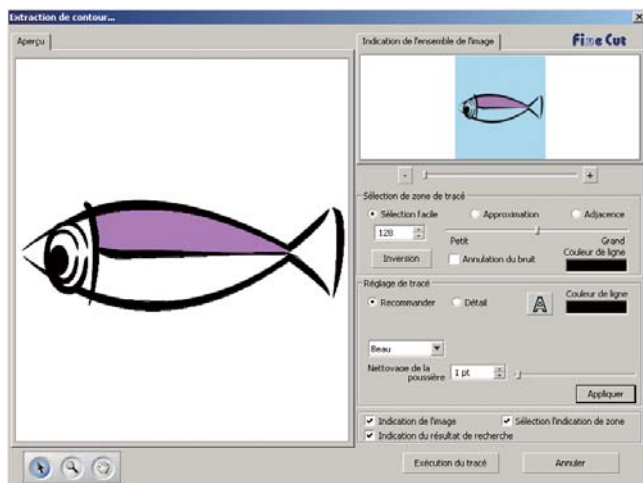 Extraction de contour...
Aperçu
Indication de l'ensemble de l'image
Fine Cut
-
+
Sélection de zone de tracé
Sélection facile
Approximation
Adjacence
128
Petit
Grand
Inversion
Annulation du bruit
Couleur de ligne
Réglage de tracé
Recommander
Détail
A
Couleur de ligne
Beau
Nettoyage de la
poussière
1 pt
Appliquer
Indication de l'image
Sélection l'indication de zone
Indication du résultat de recherche
Exécution du tracé
Annuler